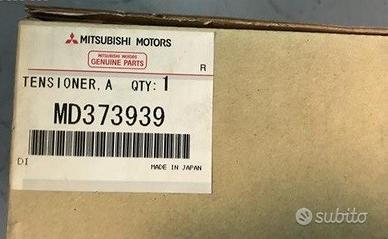 MITSUBISHI MOTORS
MITSUBISHI MOTORS
GENUINE PARTS
R
TENSIONER, A QTY: 1
MD373939
DI
MADE IN JAPAN
subito